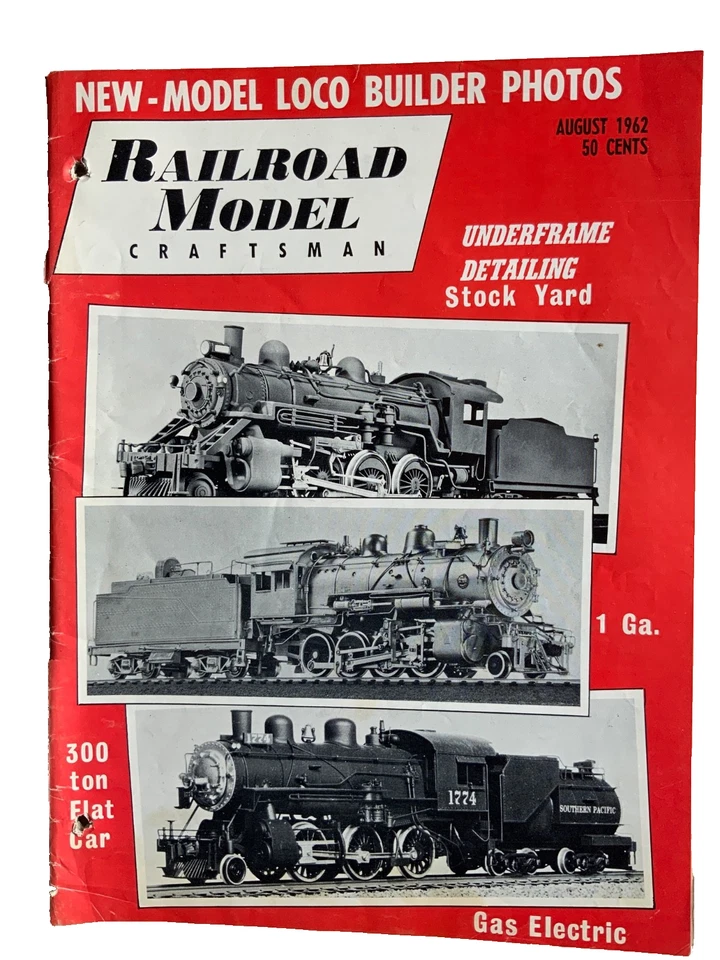 NEW-MODEL LOCO BUILDER PHOTOS
AUGUST 1962
50 CENTS
RAILROAD
MODEL
CRAFTSMAN
UNDERFRAME
DETAILING
Stock Yard
1 Ga.
300
ton
Flat
Car
1774
1774
SOUTHERN PACIFIC
Gas Electric